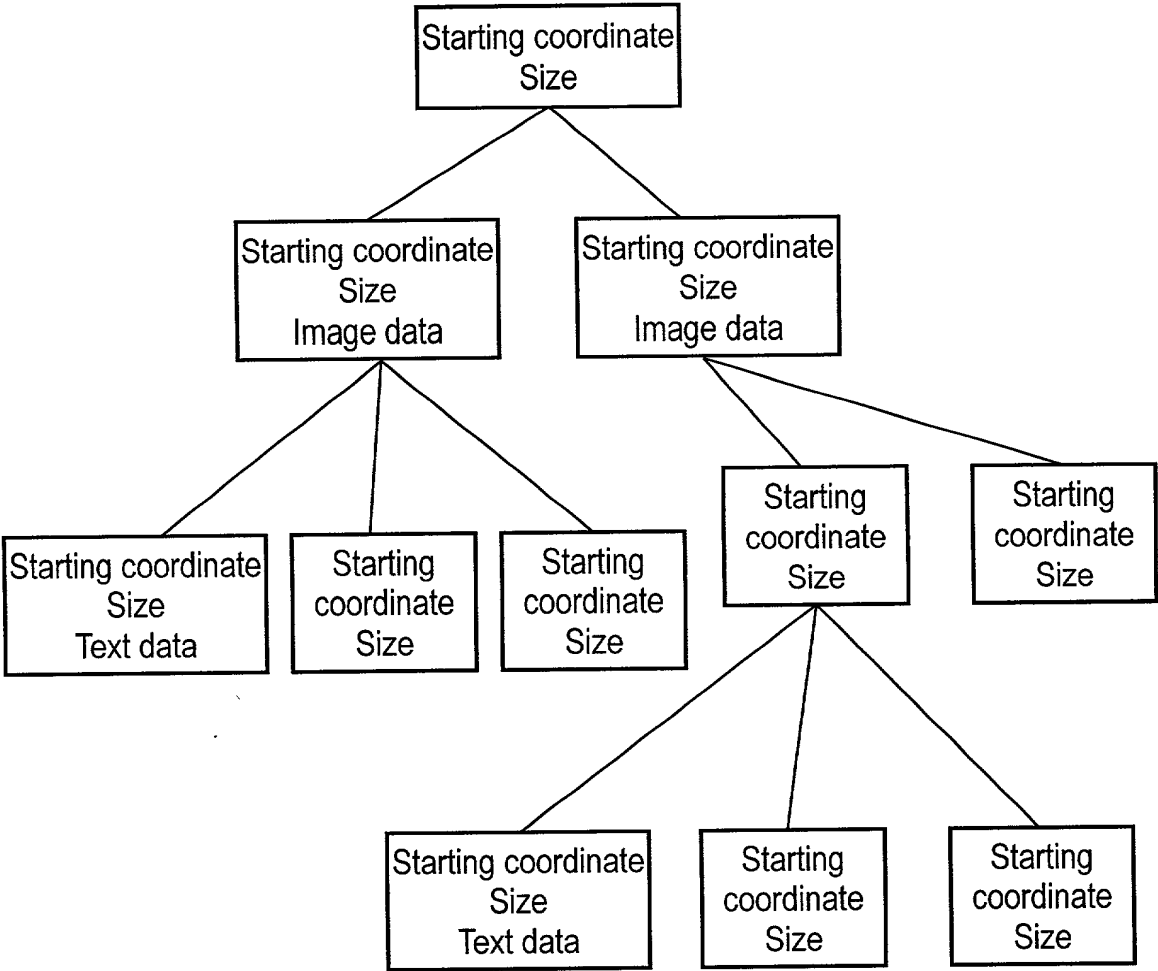 Starting coordinate
Size
Starting coordinate
Size
Image data
Starting coordinate
Size
Image data
Starting coordinate
Size
Text data
Starting
coordinate
Size
Starting
coordinate
Size
Starting
coordinate
Size
Starting
coordinate
Size
Starting coordinate
Size
Text data
Starting
coordinate
Size
Starting
coordinate
Size